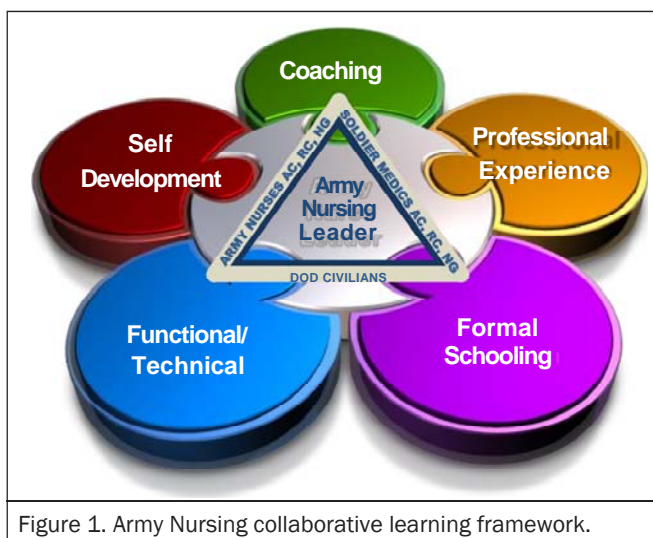 Coaching
Self
Development
Professional
Experience
ARMY NURSES AC, RC, NG
SOLDIER MEDICS AC, RC, NG
Army
Nursing
Leader
DOD CIVILIANS
Functional/
Technical
Formal
Schooling
Figure 1. Army Nursing collaborative learning framework.